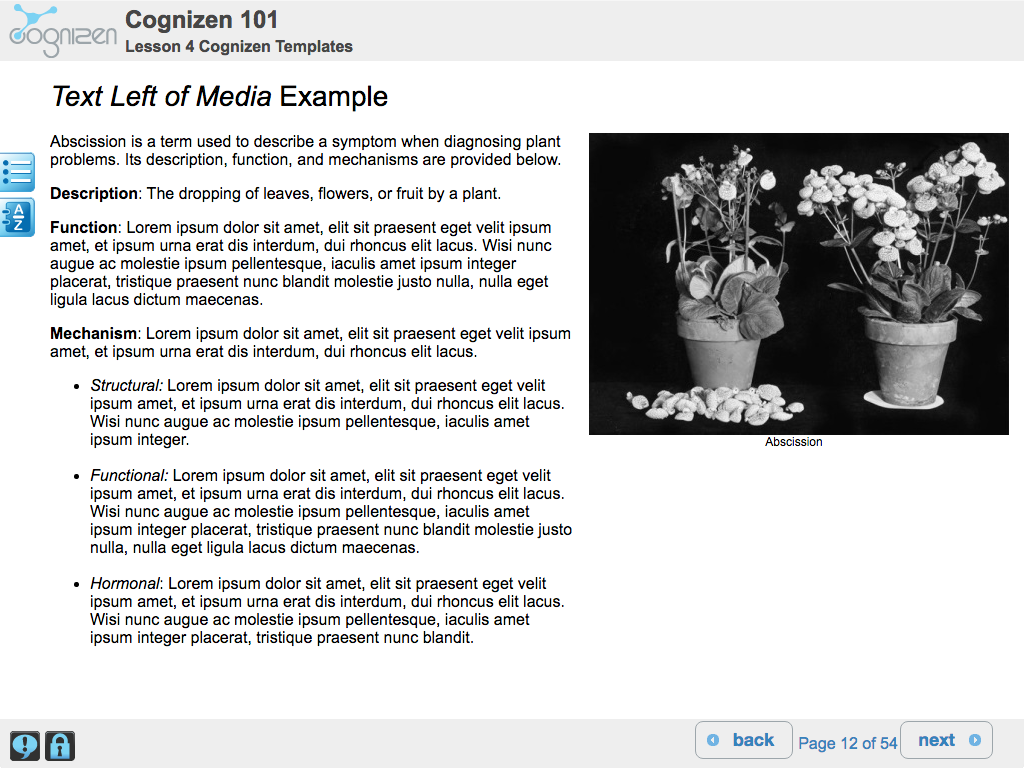 cognizen
Cognizen 101
Lesson 4 Cognizen Templates
Text Left of Media Example
Abscission is a term used to describe a symptom when diagnosing plant
problems. Its description, function, and mechanisms are provided below.
Description: The dropping of leaves, flowers, or fruit by a plant.
Function: Lorem ipsum dolor sit amet, elit sit praesent eget velit ipsum
amet, et ipsum urna erat dis interdum, dui rhoncus elit lacus. Wisi nunc
augue ac molestie ipsum pellentesque, iaculis amet ipsum integer
placerat, tristique praesent nunc blandit molestie justo nulla, nulla eget
ligula lacus dictum maecenas.
Mechanism: Lorem ipsum dolor sit amet, elit sit praesent eget velit ipsum
amet, et ipsum urna erat dis interdum, dui rhoncus elit lacus.
• Structural: Lorem ipsum dolor sit amet, elit sit praesent eget velit
ipsum amet, et ipsum urna erat dis interdum, dui rhoncus elit lacus.
Wisi nunc augue ac molestie ipsum pellentesque, iaculis amet
ipsum integer.
• Functional: Lorem ipsum dolor sit amet, elit sit praesent eget velit
ipsum amet, et ipsum urna erat dis interdum, dui rhoncus elit lacus.
Wisi nunc augue ac molestie ipsum pellentesque, iaculis amet
ipsum integer placerat, tristique praesent nunc blandit molestie justo
nulla, nulla eget ligula lacus dictum maecenas.
• Hormonal: Lorem ipsum dolor sit amet, elit sit praesent eget velit
ipsum amet, et ipsum urna erat dis interdum, dui rhoncus elit lacus.
Wisi nunc augue ac molestie ipsum pellentesque, iaculis amet
ipsum integer placerat, tristique praesent nunc blandit.
Abscission
A
Z
back
Page 12 of 54
next